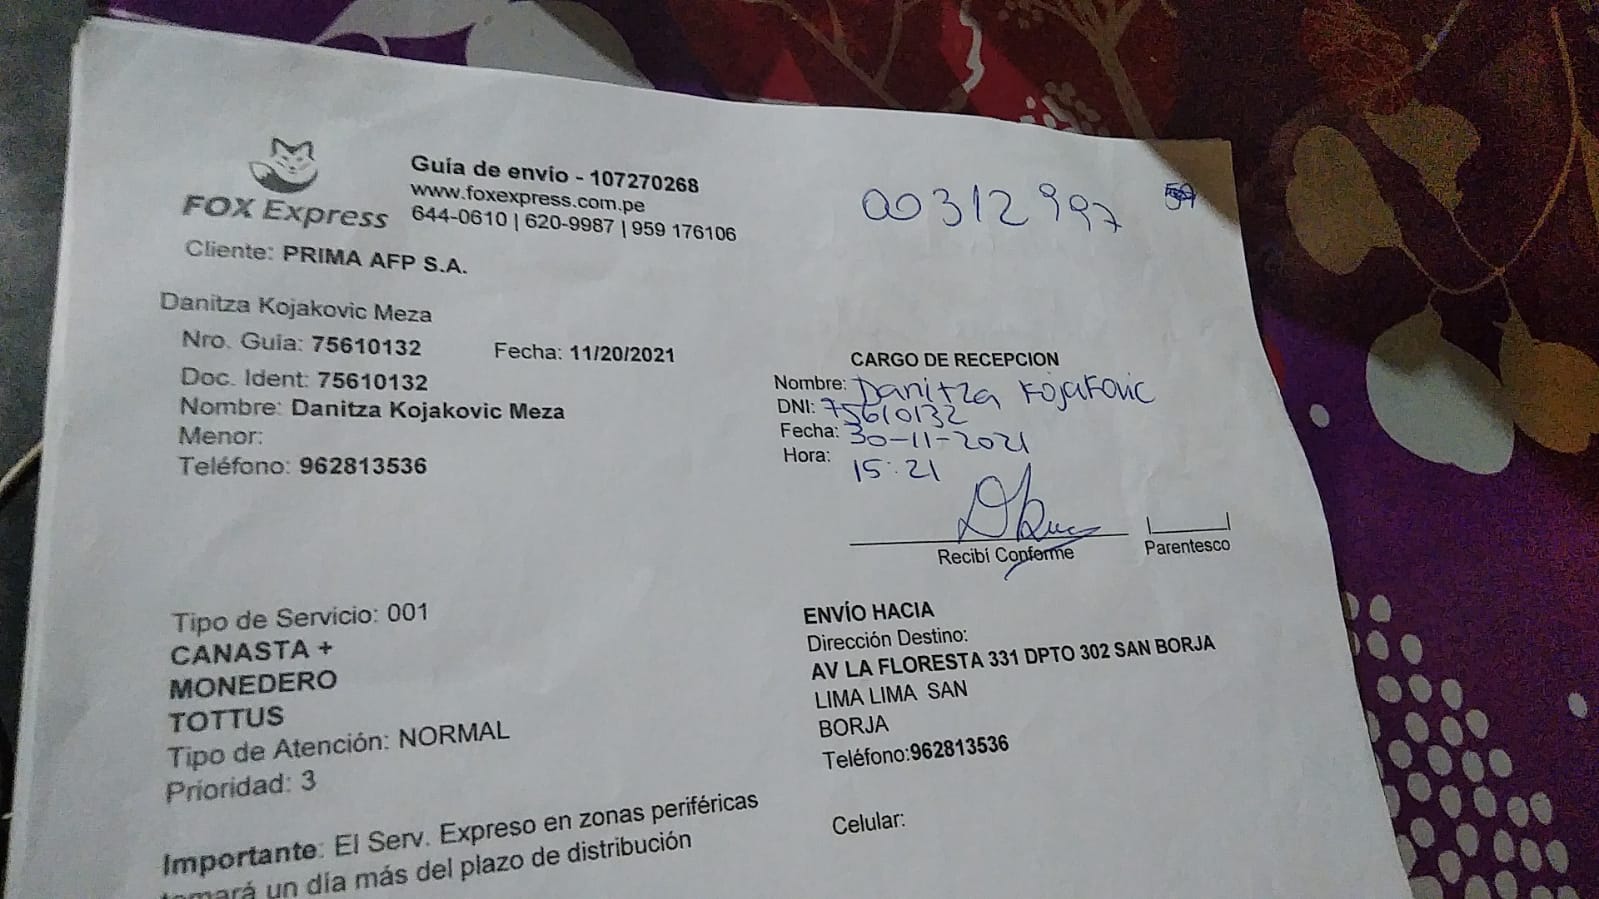 FOX Express
Guía de envío - 107270268
www.foxexpress.com.pe
644-0610 | 620-9987 | 959 176106
00312997
Cliente: PRIMA AFP S.A.
Danitza Kojakovic Meza
Nro. Guía: 75610132 Fecha: 11/20/2021
Doc. Ident: 75610132
Nombre: Danitza Kojakovic Meza
Menor:
Teléfono: 962813536
CARGO DE RECEPCION
Nombre: Danitza Kojakovic
DNI: 75610132
Fecha: 30-11-2021
Hora: 15:21
Recibí Conforme
Parentesco
Tipo de Servicio: 001
CANASTA +
MONEDERO
TOTTUS
Tipo de Atención: NORMAL
Prioridad: 3
ENVÍO HACIA
Dirección Destino:
AV LA FLORESTA 331 DPTO 302 SAN BORJA
LIMA LIMA SAN
BORJA
Teléfono:962813536
Celular:
Importante: El Serv. Expreso en zonas periféricas
tomará un día más del plazo de distribución